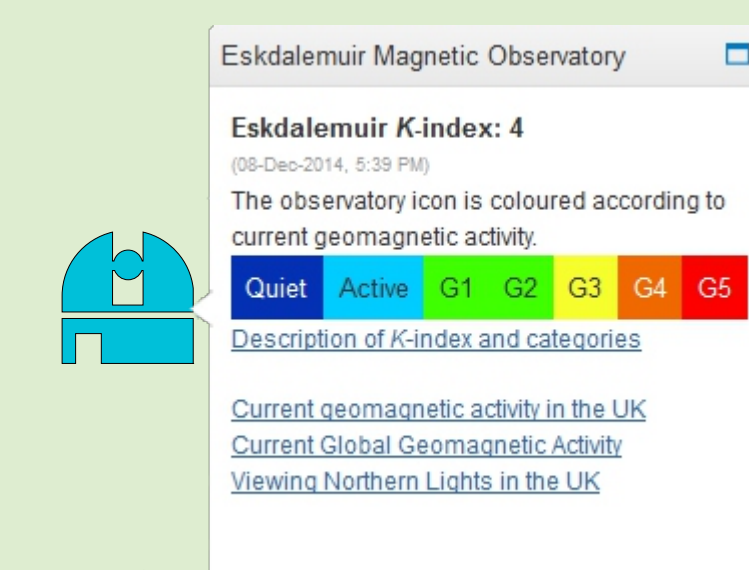 Eskdalemuir Magnetic Observatory
Eskdalemuir K-index: 4
(08-Dec-2014, 5:39 PM)
The observatory icon is coloured according to
current geomagnetic activity.
Quiet Active G1 G2 G3 G4 G5
Description of K-index and categories
Current geomagnetic activity in the UK
Current Global Geomagnetic Activity
Viewing Northern Lights in the UK